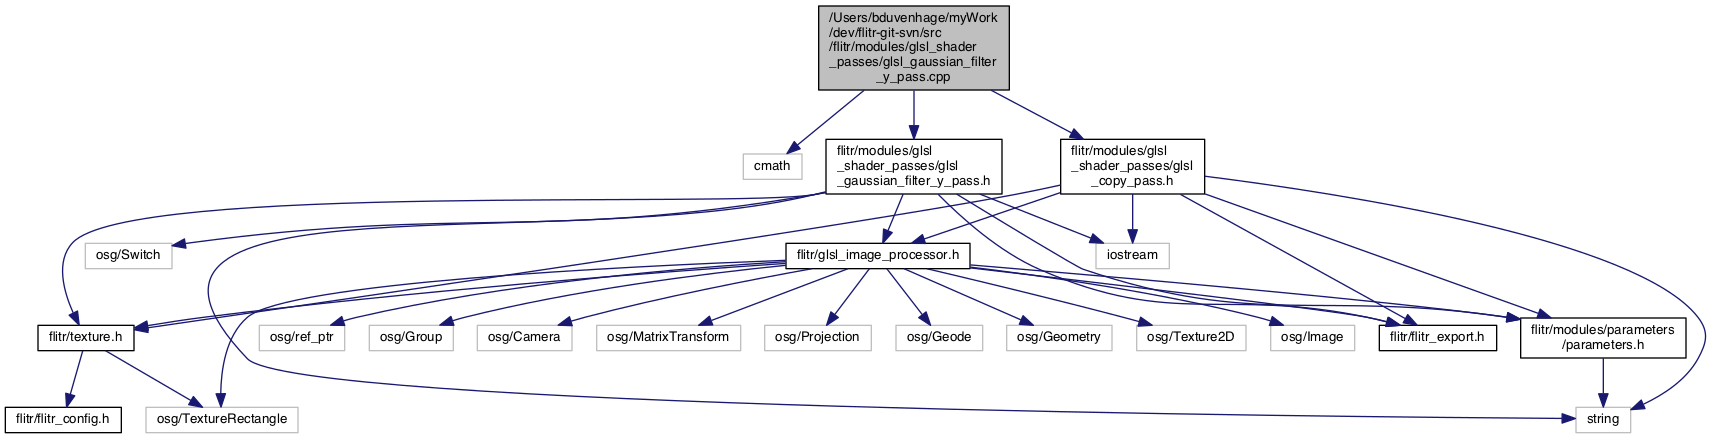 /Users/bduvenhage/myWork
/dev/flitr-git-svn/src
/flitr/modules/glsl_shader
_passes/glsl_gaussian_filter
_y_pass.cpp
cmath
flitr/modules/glsl
_shader_passes/glsl
_gaussian_filter_y_pass.h
flitr/modules/glsl
_shader_passes/glsl
_copy_pass.h
osg/Switch
flitr/glsl_image_processor.h
iostream
flitr/texture.h
osg/ref_ptr
osg/Group
osg/Camera
osg/MatrixTransform
osg/Projection
osg/Geode
osg/Geometry
osg/Texture2D
osg/Image
flitr/flitr_export.h
flitr/modules/parameters
/parameters.h
flitr/flitr_config.h
osg/TextureRectangle
string